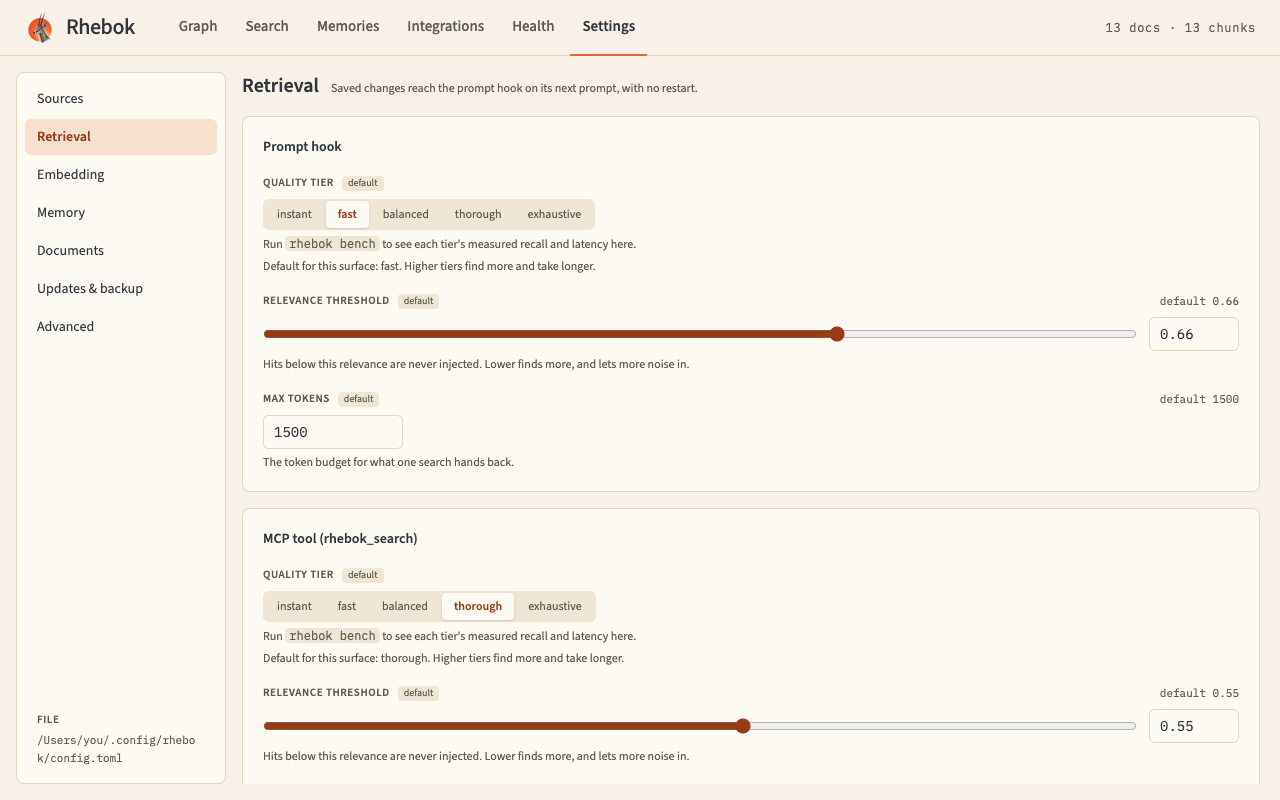 Rhebok
Graph Search Memories Integrations Health Settings
13 docs · 13 chunks
Sources
Retrieval
Embedding
Memory
Documents
Updates & backup
Advanced
FILE
/Users/you/.config/rhebo
k/config.toml
Retrieval Saved changes reach the prompt hook on its next prompt, with no restart.
Prompt hook
QUALITY TIER default
instant fast balanced thorough exhaustive
Run rhebok bench to see each tier's measured recall and latency here.
Default for this surface: fast. Higher tiers find more and take longer.
RELEVANCE THRESHOLD default default 0.66
0.66
Hits below this relevance are never injected. Lower finds more, and lets more noise in.
MAX TOKENS default default 1500
1500
The token budget for what one search hands back.
MCP tool (rhebok_search)
QUALITY TIER default
instant fast balanced thorough exhaustive
Run rhebok bench to see each tier's measured recall and latency here.
Default for this surface: thorough. Higher tiers find more and take longer.
RELEVANCE THRESHOLD default default 0.55
0.55
Hits below this relevance are never injected. Lower finds more, and lets more noise in.